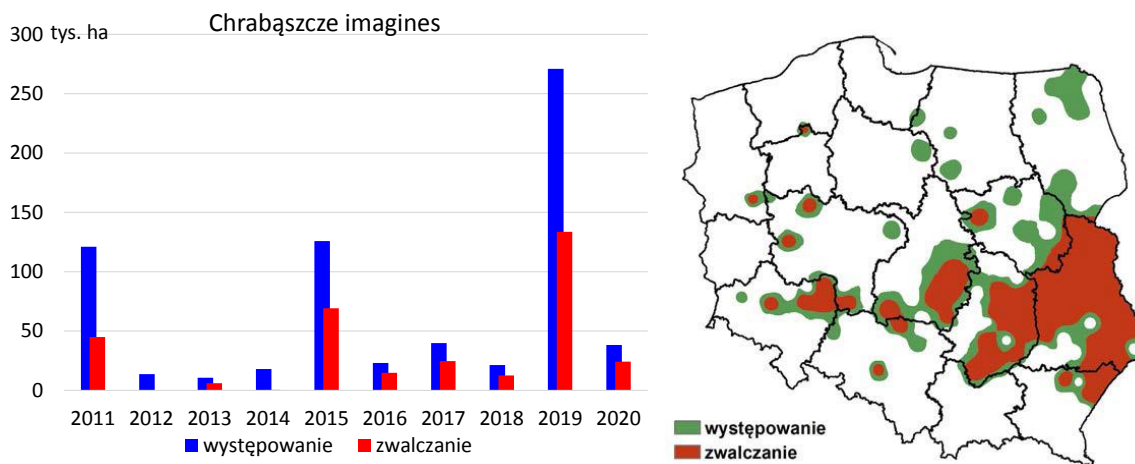 Chrabąszcze imagines
tys. ha
300
250
200
150
100
50
0
2011 2012 2013 2014 2015 2016 2017 2018 2019 2020
występowanie zwalczanie
występowanie
zwalczanie